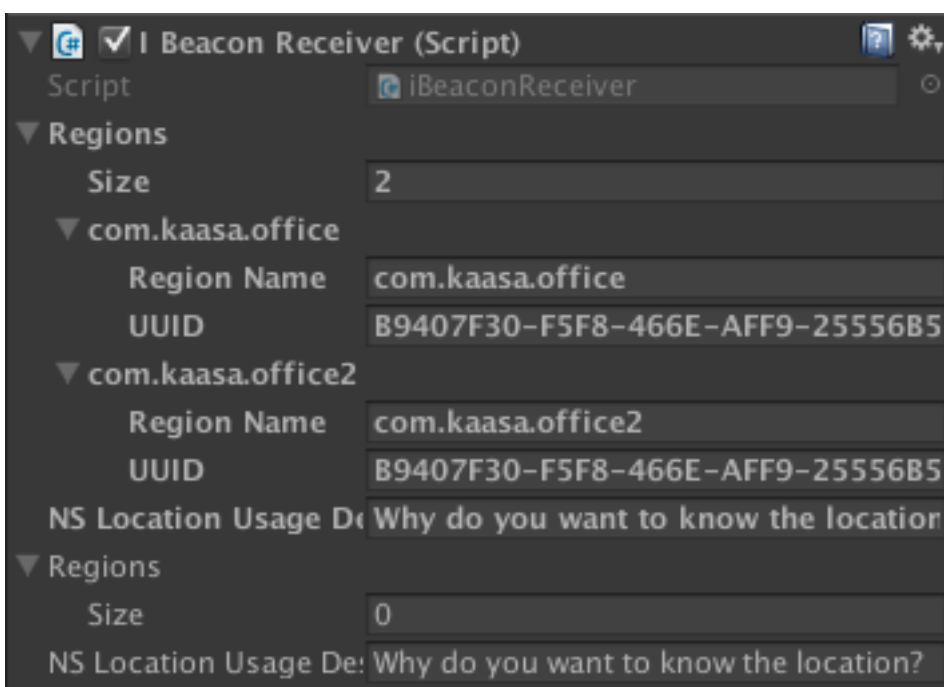 I Beacon Receiver (Script)
Script iBeaconReceiver
Regions
Size 2
com.kaasa.office
Region Name com.kaasa.office
UUID B9407F30-F5F8-466E-AFF9-25556B5
com.kaasa.office2
Region Name com.kaasa.office2
UUID B9407F30-F5F8-466E-AFF9-25556B5
NS Location Usage De Why do you want to know the location
Regions
Size 0
NS Location Usage Des Why do you want to know the location?